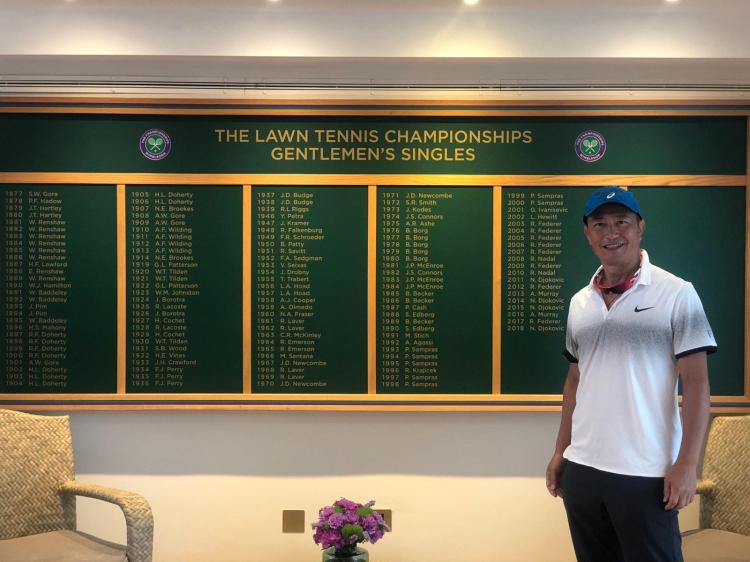 THE LAWN TENNIS CHAMPIONSHIPS
GENTLEMEN'S SINGLES
1877 S.W. Gore
1878 P.F. Hadow
1879 J.T. Hartley
1880 J.T. Hartley
1881 W. Renshaw
1882 W. Renshaw
1883 W. Renshaw
1884 W. Renshaw
1885 W. Renshaw
1886 W. Renshaw
1887 H.F. Lawford
1888 E. Renshaw
1889 W. Renshaw
1890 W.J. Hamilton
1891 W. Baddeley
1892 W. Baddeley
1893 J. Pim
1894 J. Pim
1895 W. Baddeley
1896 H.S. Mahony
1897 R.F. Doherty
1898 R.F. Doherty
1899 R.F. Doherty
1900 R.F. Doherty
1901 A.W. Gore
1902 H.L. Doherty
1903 H.L. Doherty
1904 H.L. Doherty
1905 H.L. Doherty
1906 H.L. Doherty
1907 N.E. Brookes
1908 A.W. Gore
1909 A.W. Gore
1910 A.F. Wilding
1911 A.F. Wilding
1912 A.F. Wilding
1913 A.F. Wilding
1914 N.E. Brookes
1919 G.L. Patterson
1920 W.T. Tilden
1921 W.T. Tilden
1922 G.L. Patterson
1923 W.M. Johnston
1924 J. Borotra
1925 R. Lacoste
1926 J. Borotra
1927 H. Cochet
1928 R. Lacoste
1929 H. Cochet
1930 W.T. Tilden
1931 S.B. Wood
1932 H.E. Vines
1933 J.H. Crawford
1934 F.J. Perry
1935 F.J. Perry
1936 F.J. Perry
1937 J.D. Budge
1938 J.D. Budge
1939 R.L. Riggs
1946 Y. Petra
1947 J. Kramer
1948 R. Falkenburg
1949 F.R. Schroeder
1950 B. Patty
1951 R. Savitt
1952 F.A. Sedgman
1953 V. Seixas
1954 J. Drobny
1955 T. Trabert
1956 L.A. Hoad
1957 L.A. Hoad
1958 A.J. Cooper
1959 A. Olmedo
1960 N.A. Fraser
1961 R. Laver
1962 R. Laver
1963 C.R. McKinley
1964 R. Emerson
1965 R. Emerson
1966 M. Santana
1967 J.D. Newcombe
1968 R. Laver
1969 R. Laver
1970 J.D. Newcombe
1971 J.D. Newcombe
1972 S.R. Smith
1973 J. Kodes
1974 J.S. Connors
1975 A.R. Ashe
1976 B. Borg
1977 B. Borg
1978 B. Borg
1979 B. Borg
1980 B. Borg
1981 J.P. McEnroe
1982 J.S. Connors
1983 J.P. McEnroe
1984 J.P. McEnroe
1985 B. Becker
1986 B. Becker
1987 P. Cash
1988 S. Edberg
1989 B. Becker
1990 S. Edberg
1991 M. Stich
1992 A. Agassi
1993 P. Sampras
1994 P. Sampras
1995 P. Sampras
1996 R. Krajicek
1997 P. Sampras
1998 P. Sampras
1999 P. Sampras
2000 P. Sampras
2001 G. Ivanisevic
2002 L. Hewitt
2003 R. Federer
2004 R. Federer
2005 R. Federer
2006 R. Federer
2007 R. Federer
2008 R. Nadal
2009 R. Federer
2010 R. Nadal
2011 N. Djokovic
2012 R. Federer
2013 A. Murray
2014 N. Djokovic
2015 N. Djokovic
2016 A. Murray
2017 R. Federer
2018 N. Djokovic